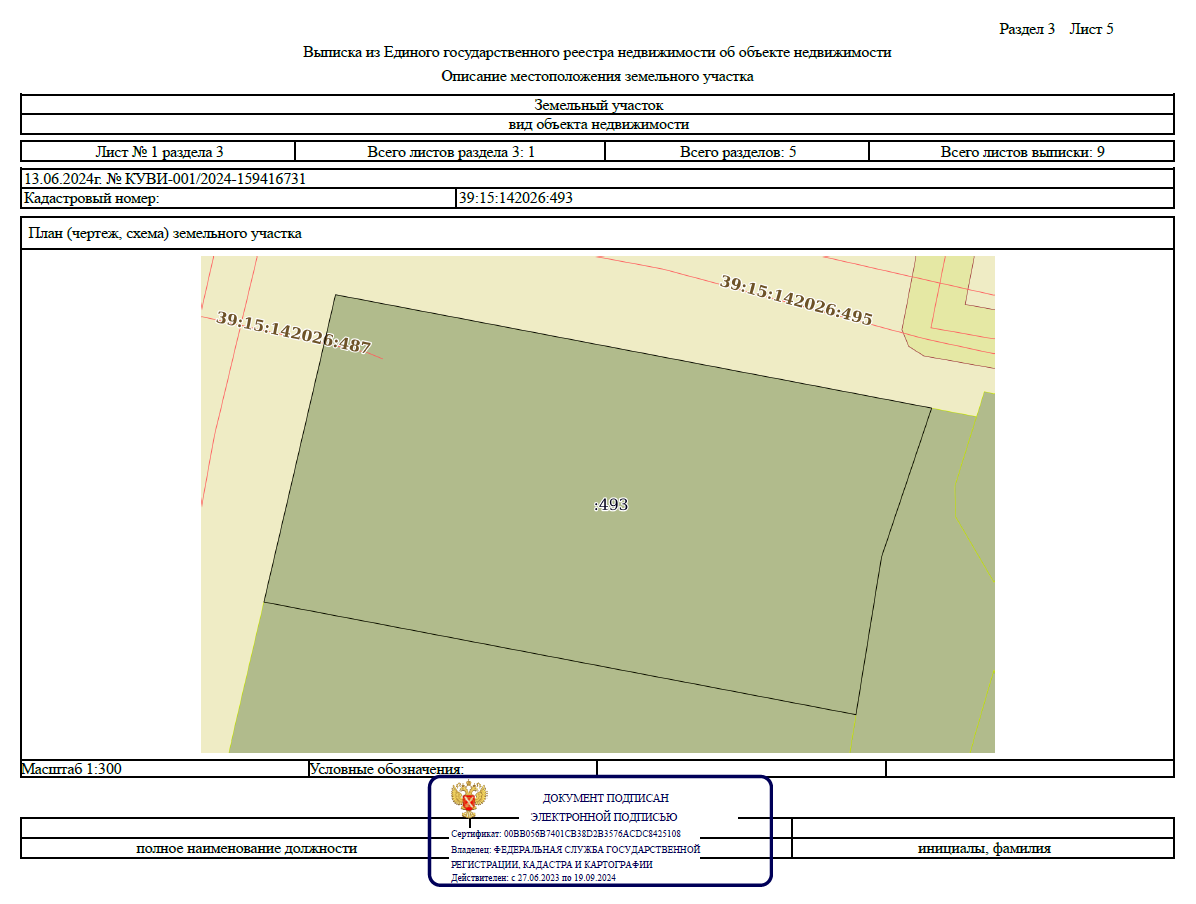 Раздел 3 Лист 5
Выписка из Единого государственного реестра недвижимости об объекте недвижимости
Описание местоположения земельного участка
Земельный участок
вид объекта недвижимости
Лист № 1 раздела 3 Всего листов раздела 3: 1 Всего разделов: 5 Всего листов выписки: 9
13.06.2024г. № КУВИ-001/2024-159416731
Кадастровый номер: 39:15:142026:493
План (чертеж, схема) земельного участка
39:15:142026:495
39:15:142026:487
:493
Масштаб 1:300 Условные обозначения:
ДОКУМЕНТ ПОДПИСАН
ЭЛЕКТРОННОЙ ПОДПИСЬЮ
Сертификат: 00BB056B7401CB38D2B3576ACDC8425108
Владелец: ФЕДЕРАЛЬНАЯ СЛУЖБА ГОСУДАРСТВЕННОЙ
РЕГИСТРАЦИИ, КАДАСТРА И КАРТОГРАФИИ
Действителен: с 27.06.2023 по 19.09.2024
полное наименование должности инициалы, фамилия